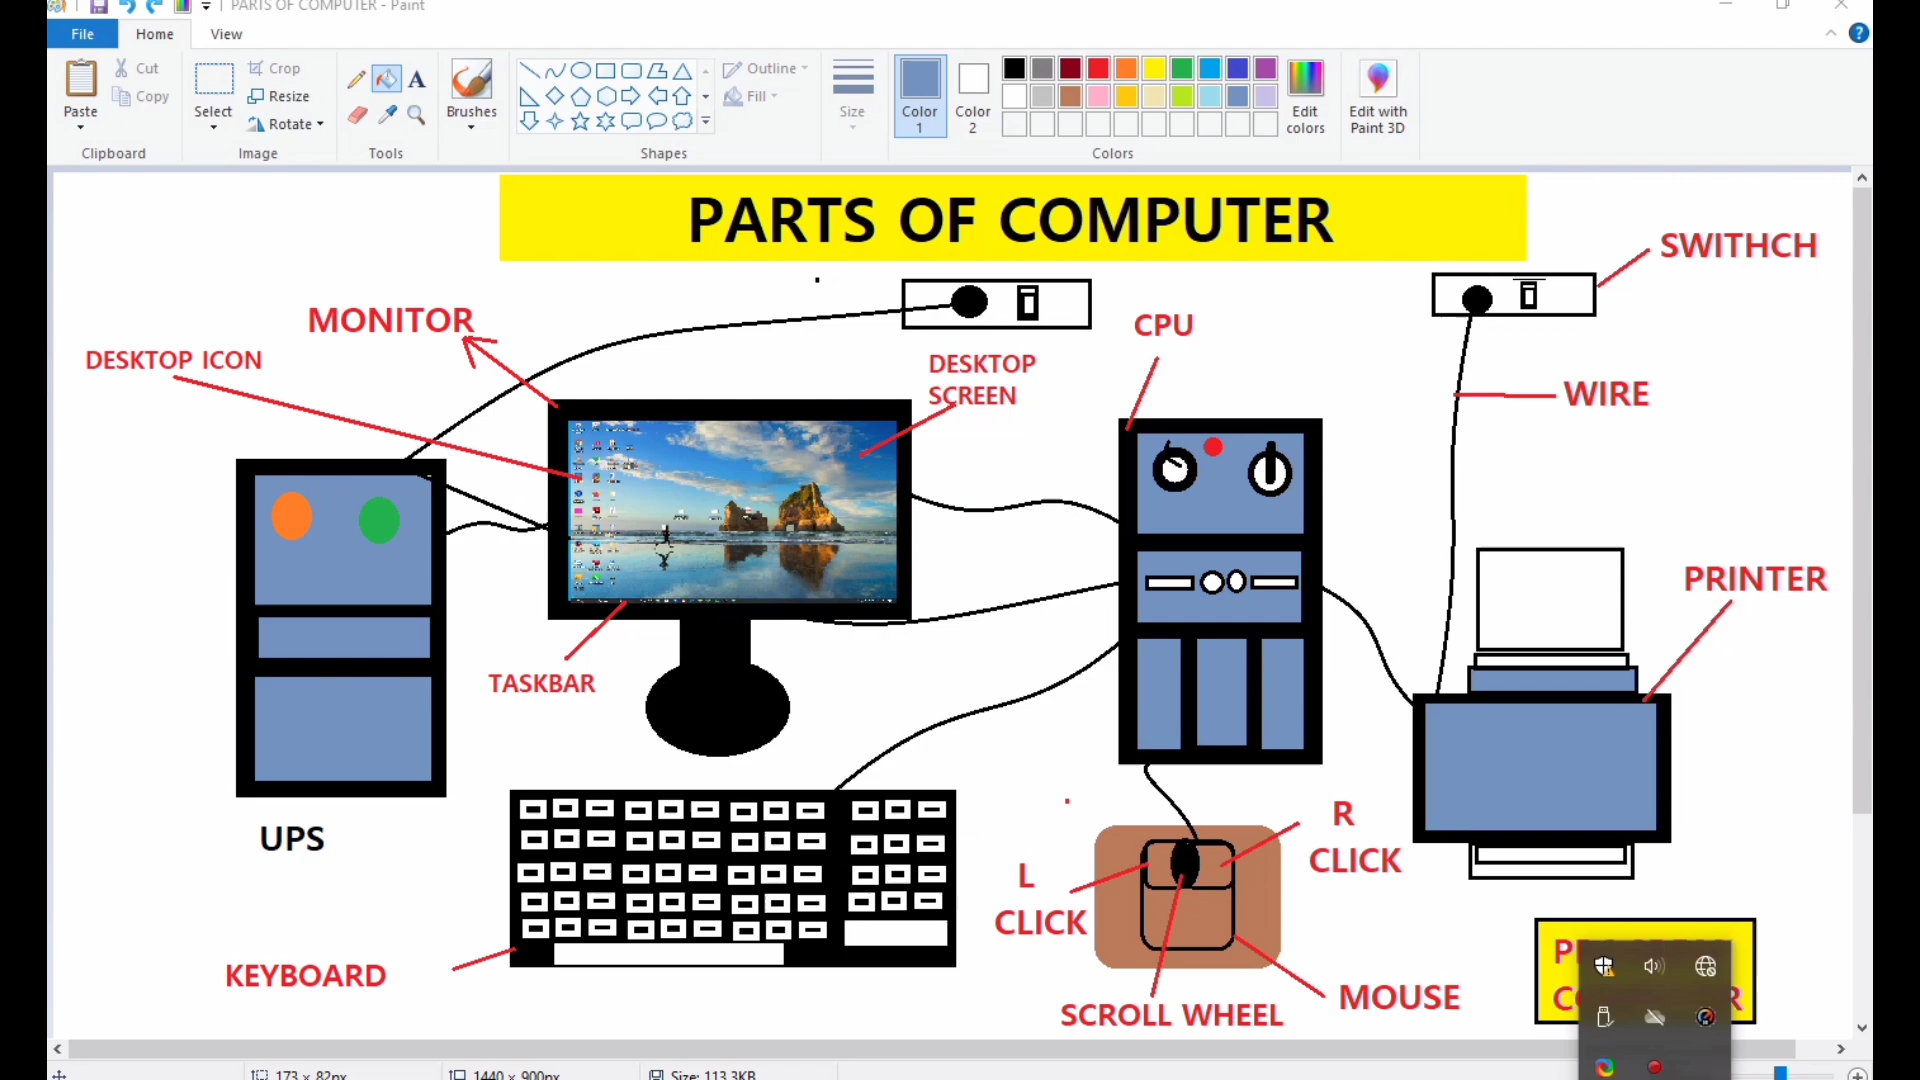 PARTS OF COMPUTER - Paint
File Home View
Paste Cut Copy
Clipboard
Select Crop Resize Rotate
Image
Tools
Brushes
Shapes
Outline
Fill
Size
Color 1
Color 2
Colors
Edit colors
Edit with Paint 3D
PARTS OF COMPUTER
SWITHCH
MONITOR
CPU
DESKTOP ICON
DESKTOP
SCREEN
WIRE
PRINTER
TASKBAR
UPS
R
CLICK
L
CLICK
KEYBOARD
MOUSE
SCROLL WHEEL
173 × 82px
1440 × 900px
Size: 113.3KB